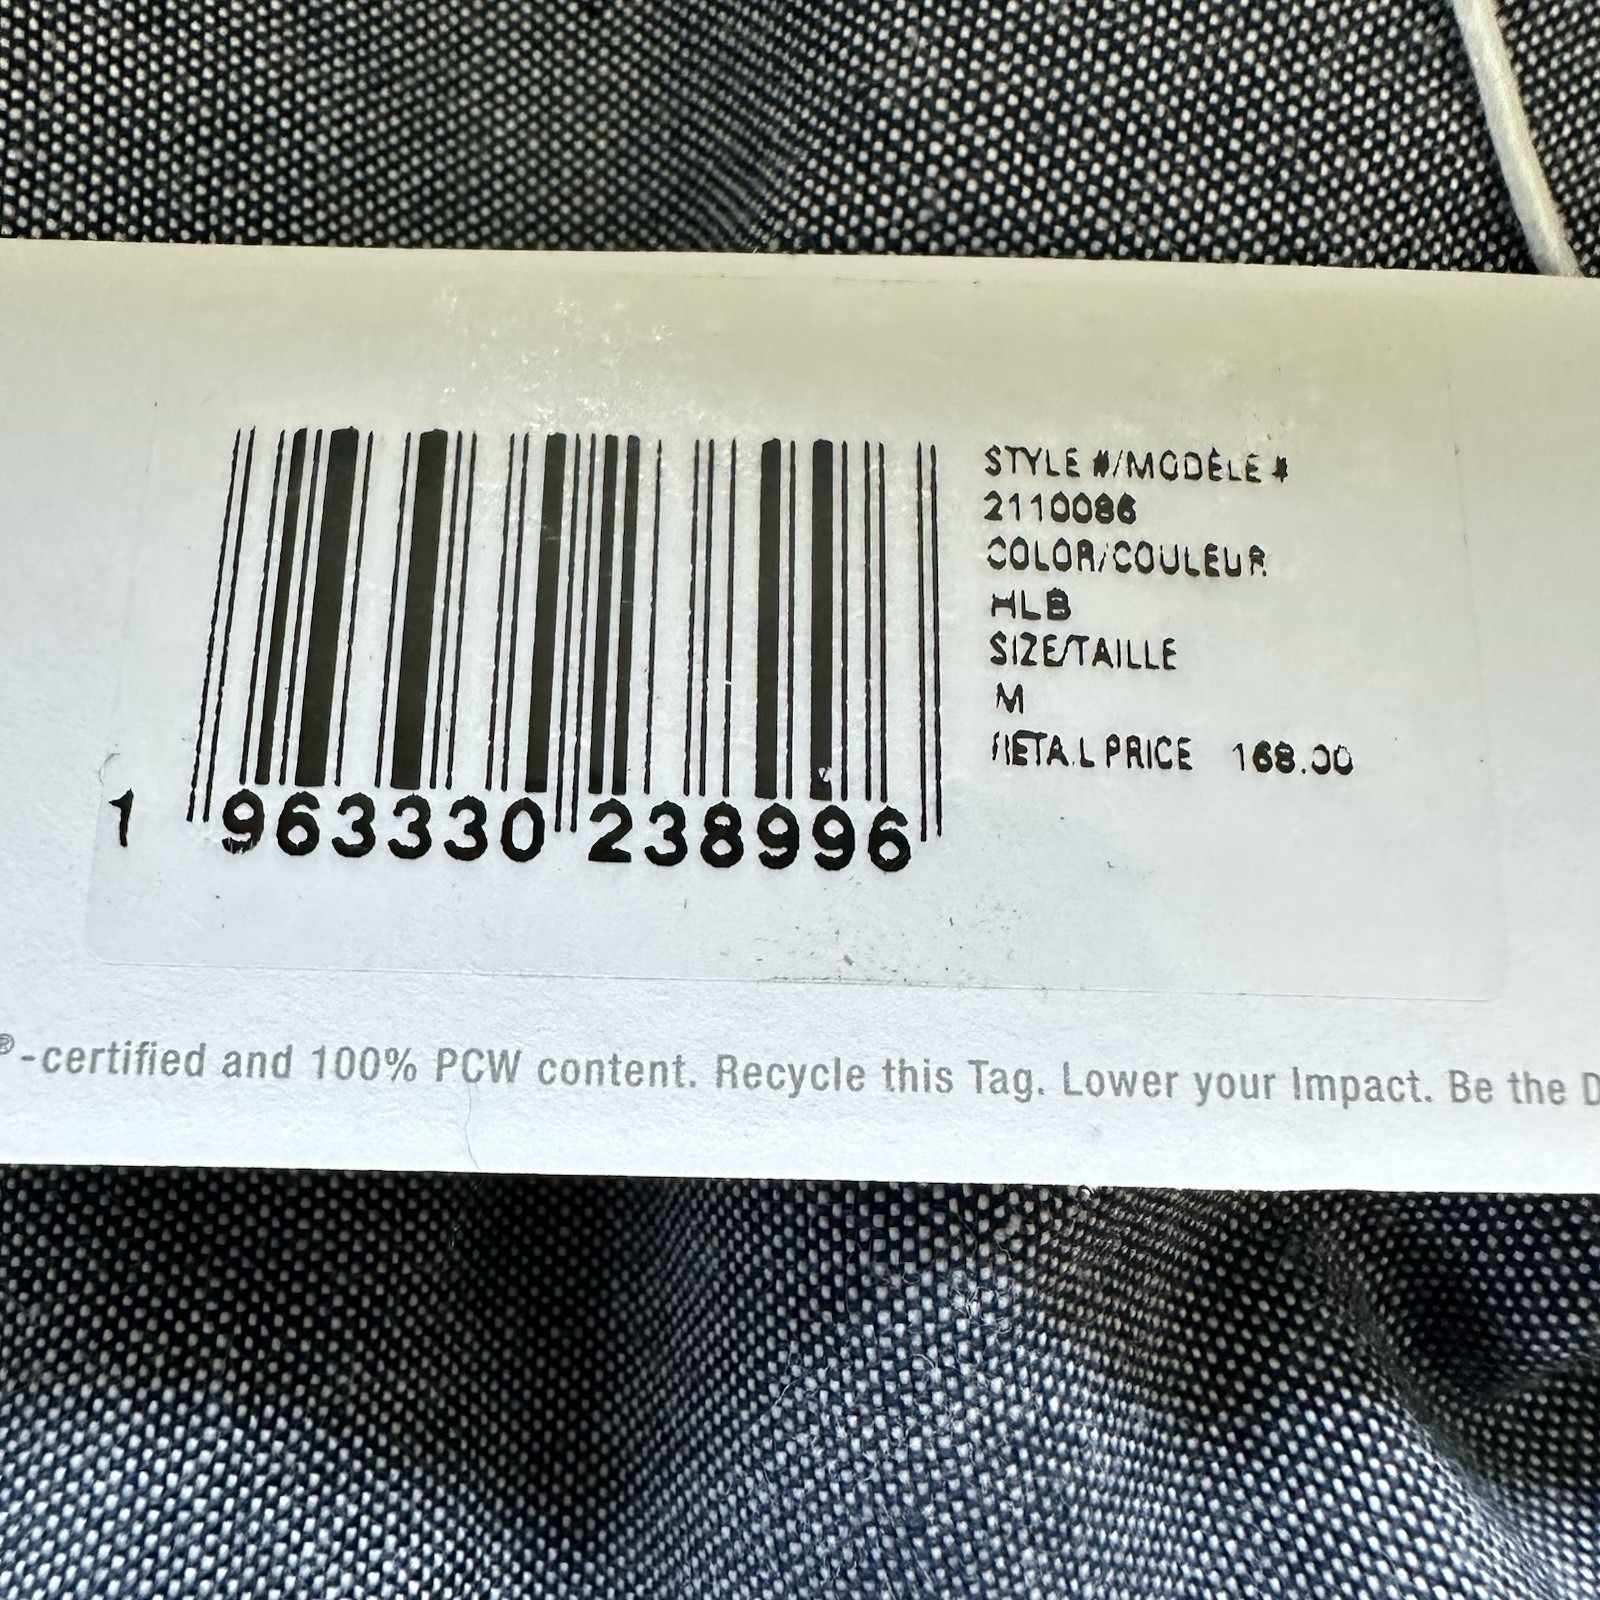 STYLE #/MODÈLE #
2110086
COLOR/COULEUR
HLB
SIZE/TAILLE
M
RETAIL PRICE 168.00
1 963330 238996
®-certified and 100% PCW content. Recycle this Tag. Lower your Impact. Be the D